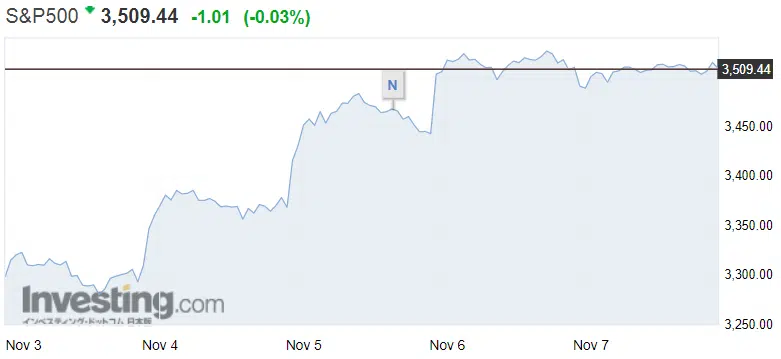 S&P500 3,509.44 -1.01 (-0.03%)
N
3,509.44
3,450.00
3,400.00
3,350.00
3,300.00
3,250.00
Investing.com
インベスティング・ドットコム 日本版
Nov 3 Nov 4 Nov 5 Nov 6 Nov 7